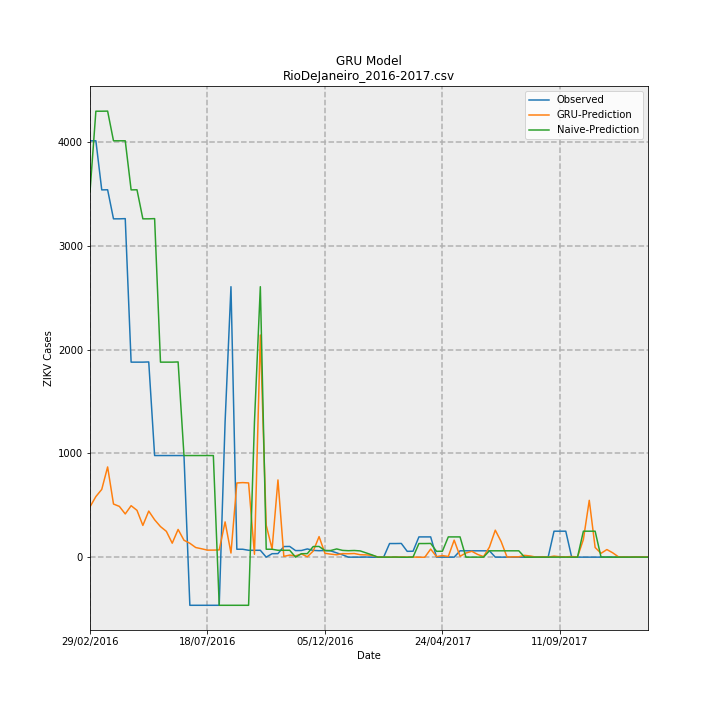 GRU Model
RioDeJaneiro_2016-2017.csv
Observed
GRU-Prediction
Naive-Prediction
4000
3000
2000
1000
0
ZIKV Cases
29/02/2016 18/07/2016 05/12/2016 24/04/2017 11/09/2017
Date